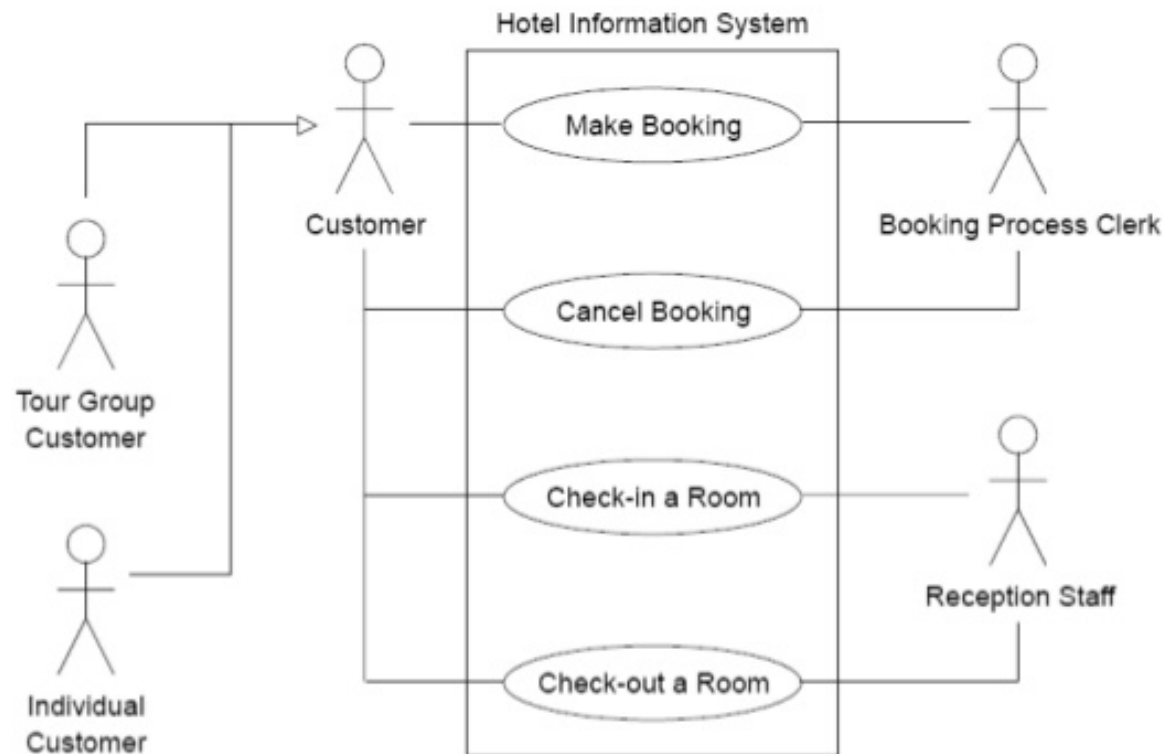 Hotel Information System
Make Booking
Customer
Booking Process Clerk
Cancel Booking
Tour Group
Customer
Check-in a Room
Reception Staff
Check-out a Room
Individual
Customer